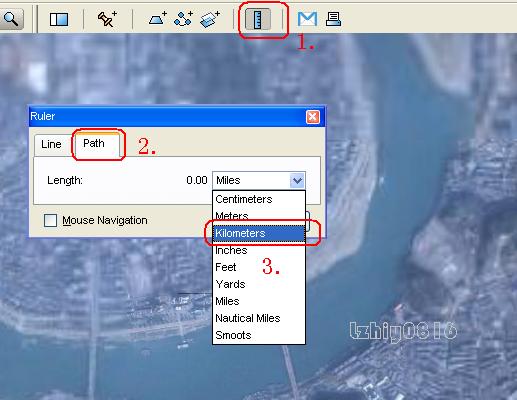 1.
Ruler
Line
Path
2.
Length:
0.00
Miles
Mouse Navigation
Centimeters
Meters
Kilometers
Inches
3.
Feet
Yards
Miles
Nautical Miles
Smoots
lzhiy0816